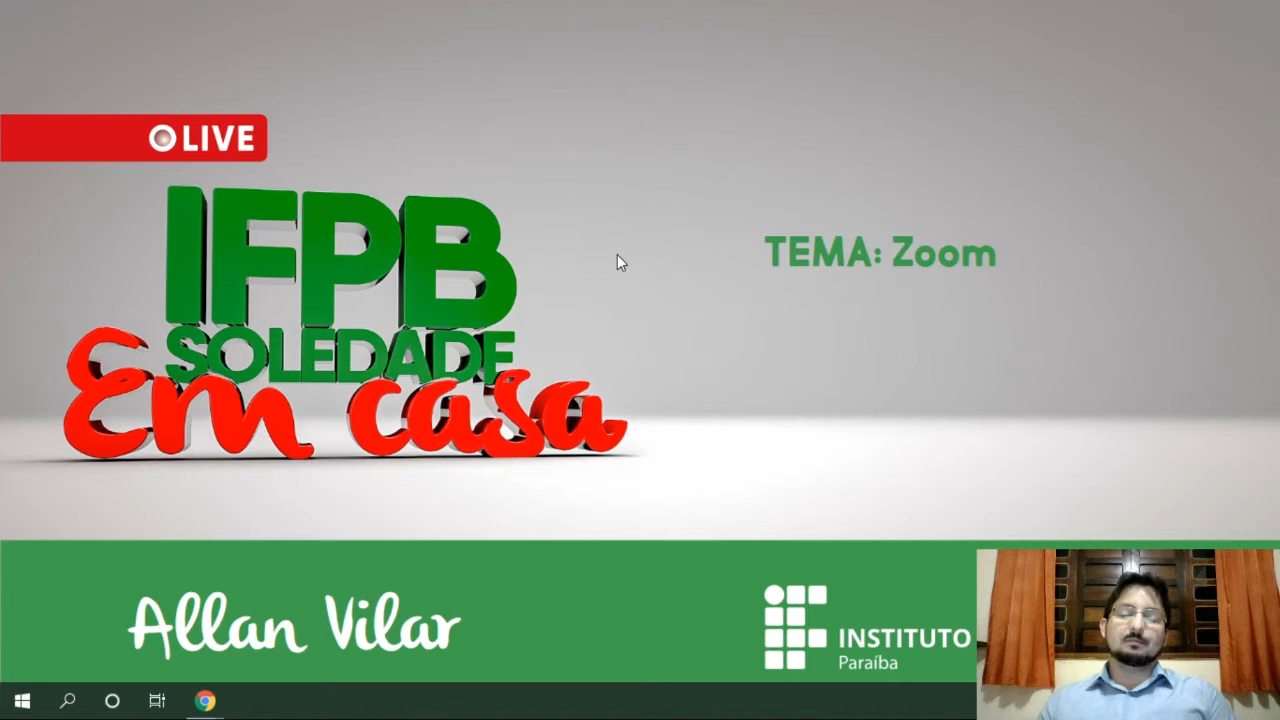 LIVE
IFPB
SOLEDADE
Em casa
TEMA: Zoom
Allan Vilar
INSTITUTO
Paraíba